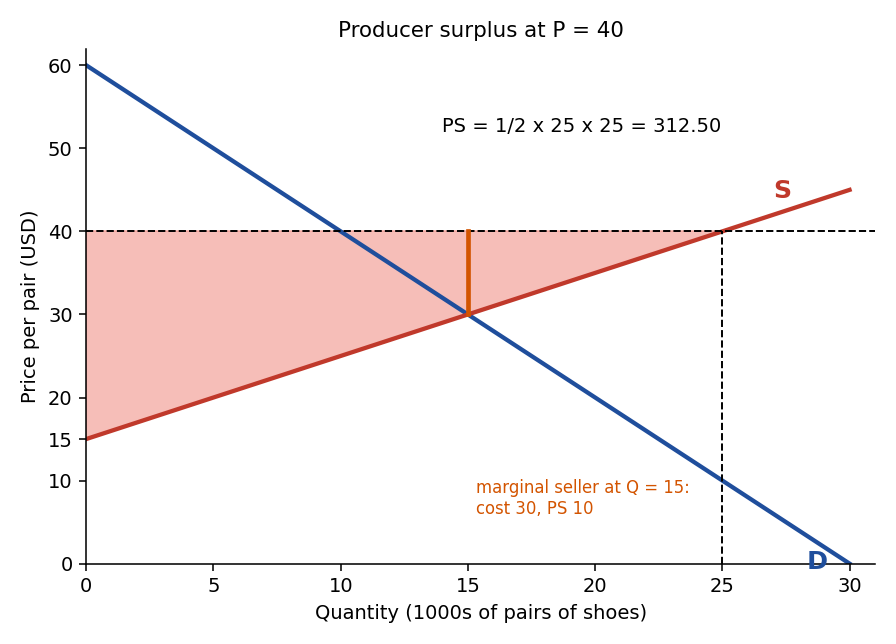 Producer surplus at P = 40
PS = 1/2 x 25 x 25 = 312.50
S
D
marginal seller at Q = 15:
cost 30, PS 10
Price per pair (USD)
60
50
40
30
20
15
10
0
0 5 10 15 20 25 30
Quantity (1000s of pairs of shoes)